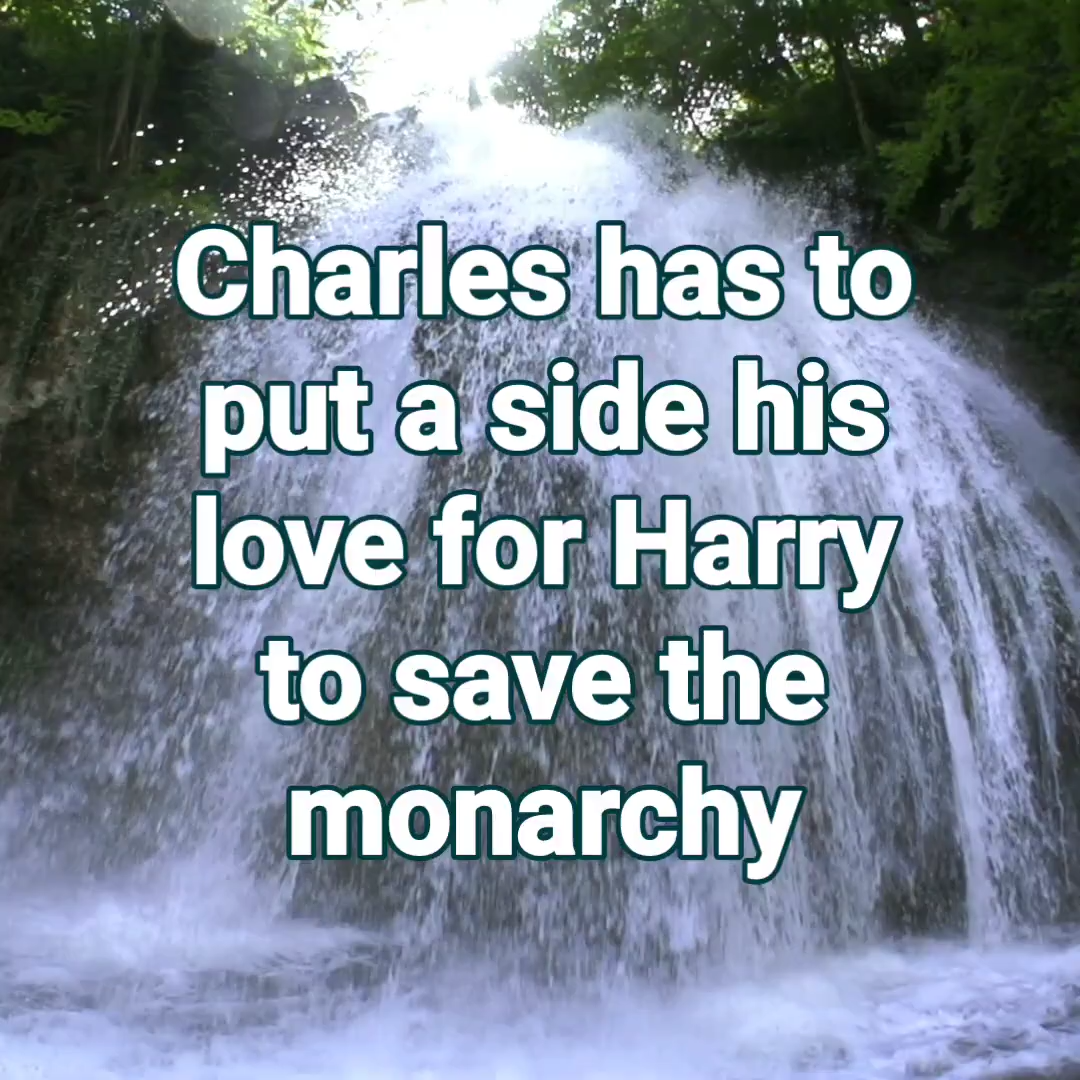 Charles has to
put a side his
love for Harry
to save the
monarchy